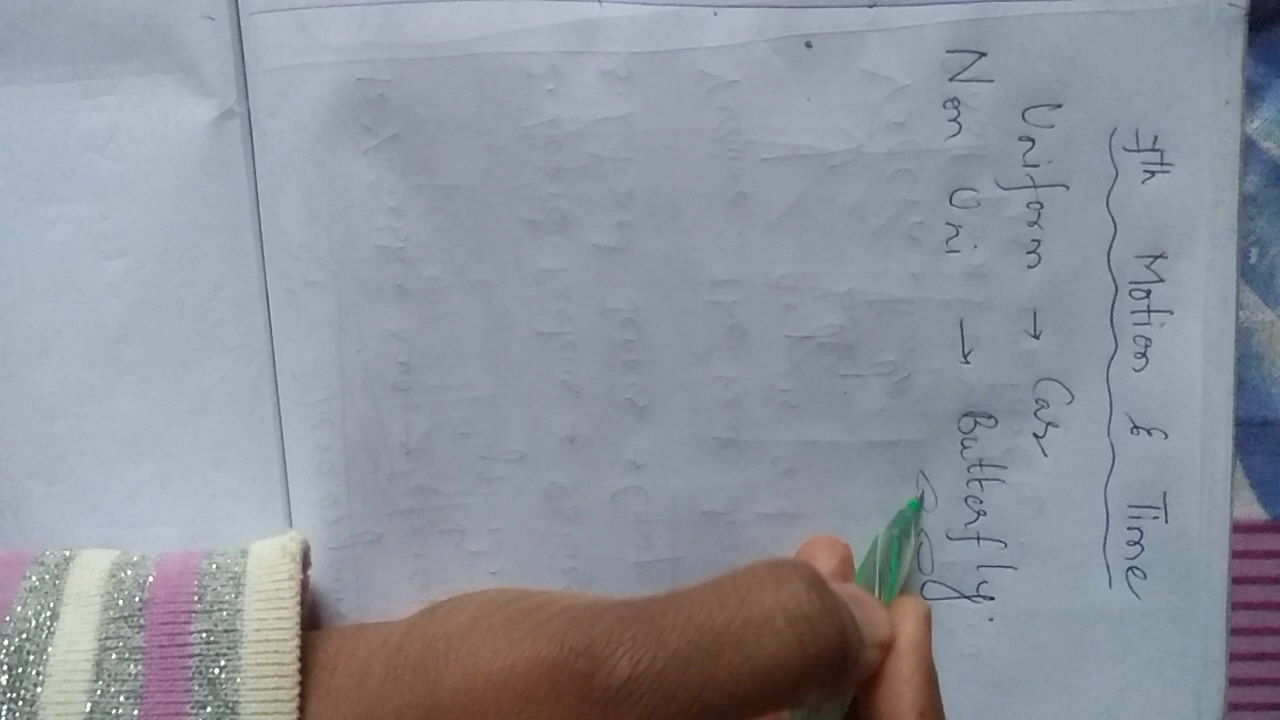 7th Motion & Time
Uniform → Car
Non Uni → Butterfly.